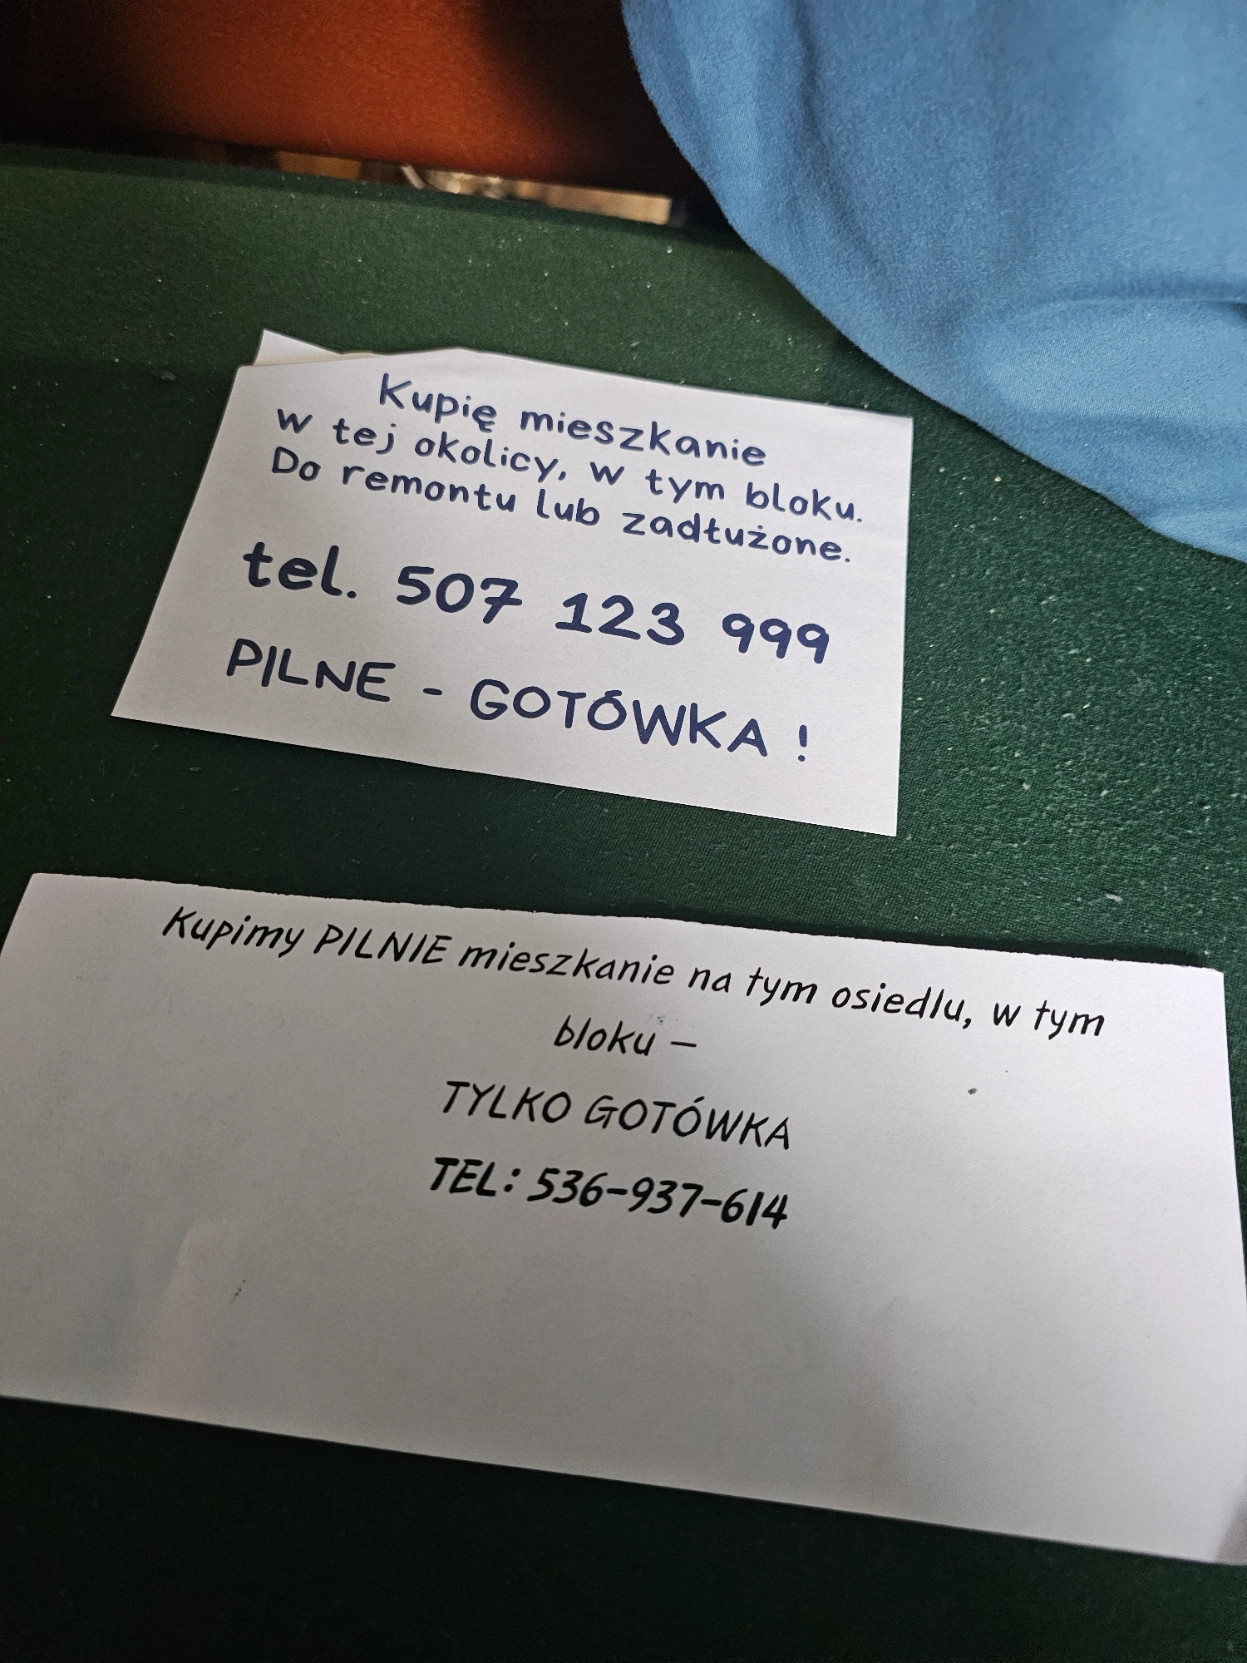 Kupię mieszkanie
w tej okolicy, w tym bloku.
Do remontu lub zadłużone.
tel. 507 123 999
PILNE - GOTÓWKA !
Kupimy PILNIE mieszkanie na tym osiedlu, w tym
bloku –
TYLKO GOTÓWKA
TEL: 536-937-614